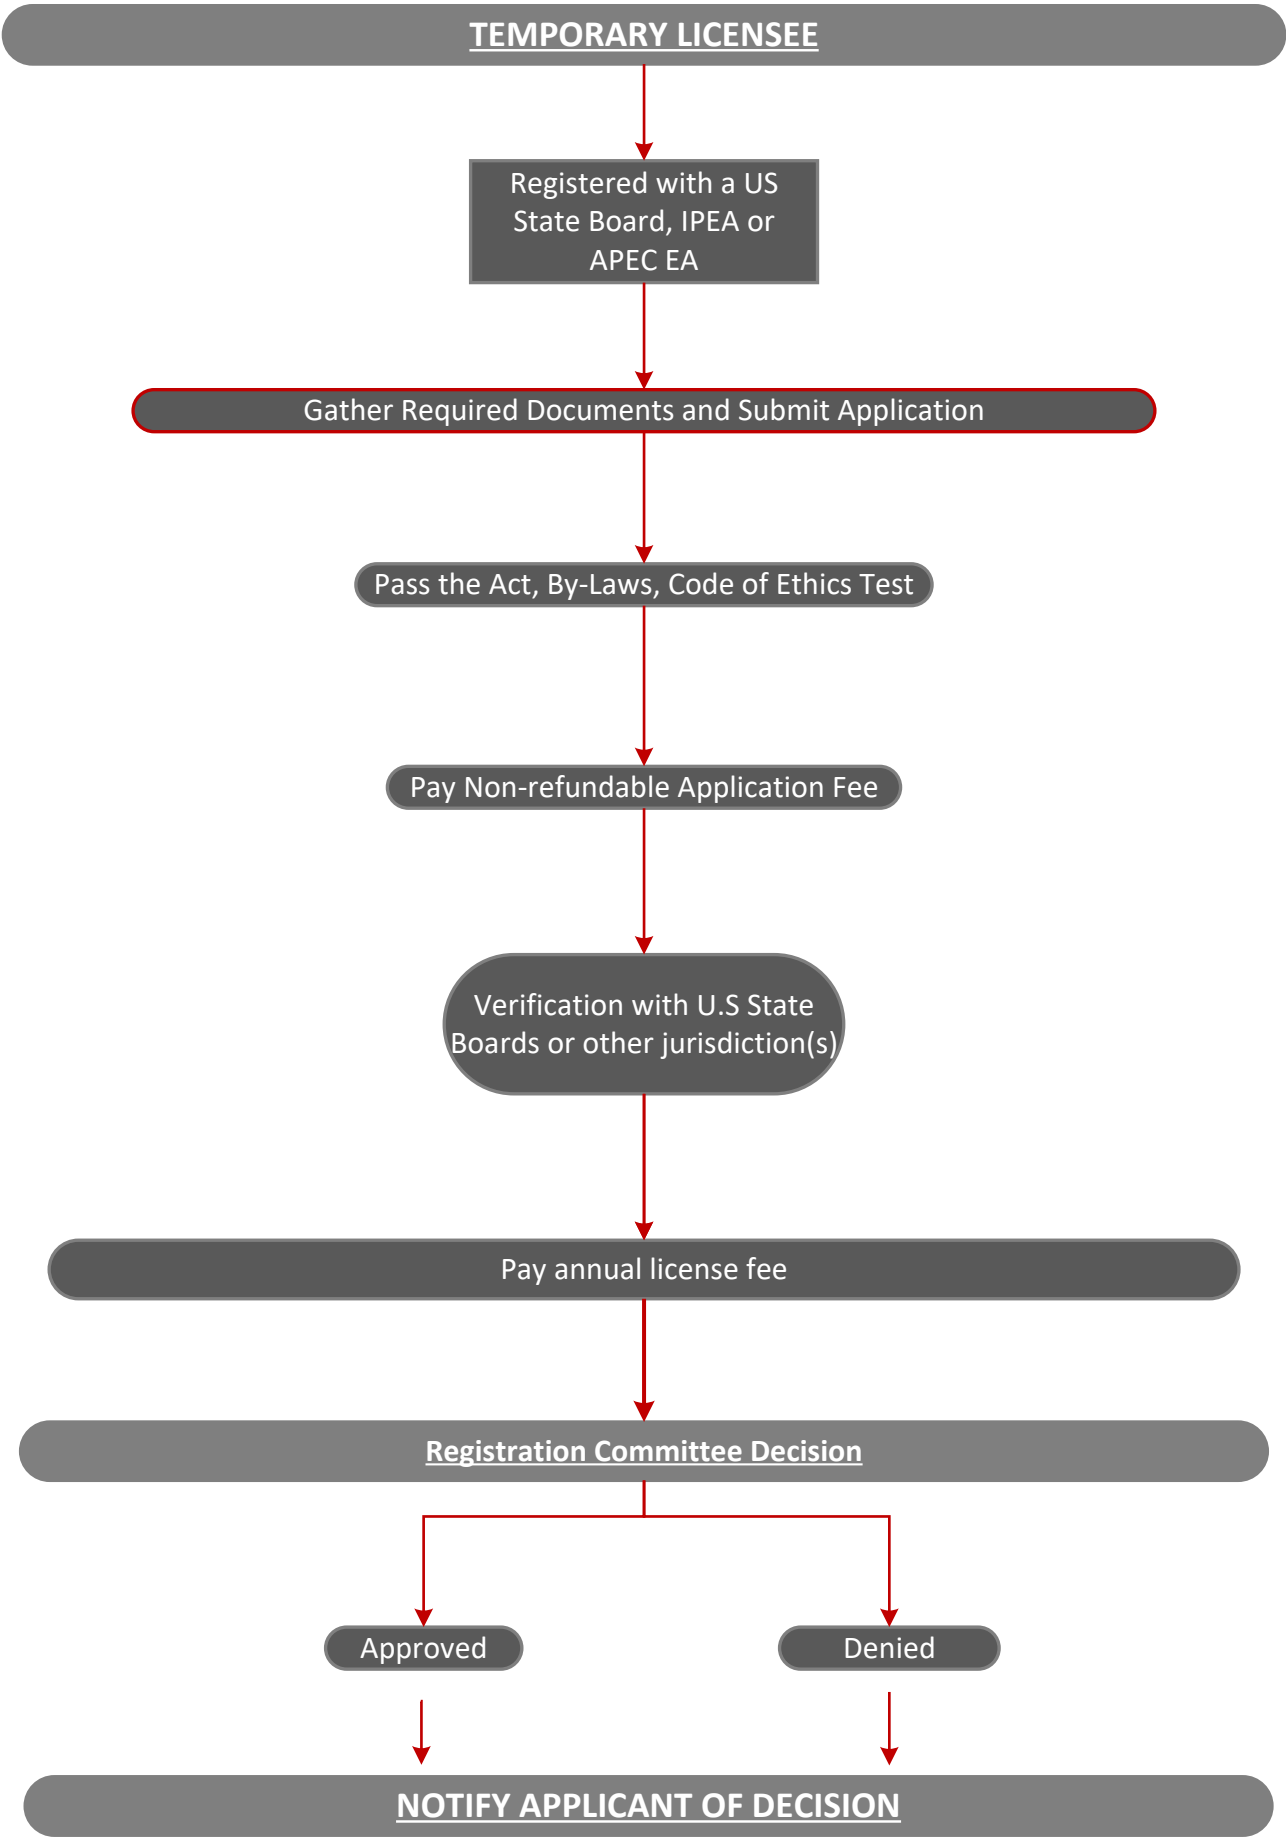 TEMPORARY LICENSEE
Registered with a US
State Board, IPEA or
APEC EA
Gather Required Documents and Submit Application
Pass the Act, By-Laws, Code of Ethics Test
Pay Non-refundable Application Fee
Verification with U.S State
Boards or other jurisdiction(s)
Pay annual license fee
Registration Committee Decision
Approved
Denied
NOTIFY APPLICANT OF DECISION